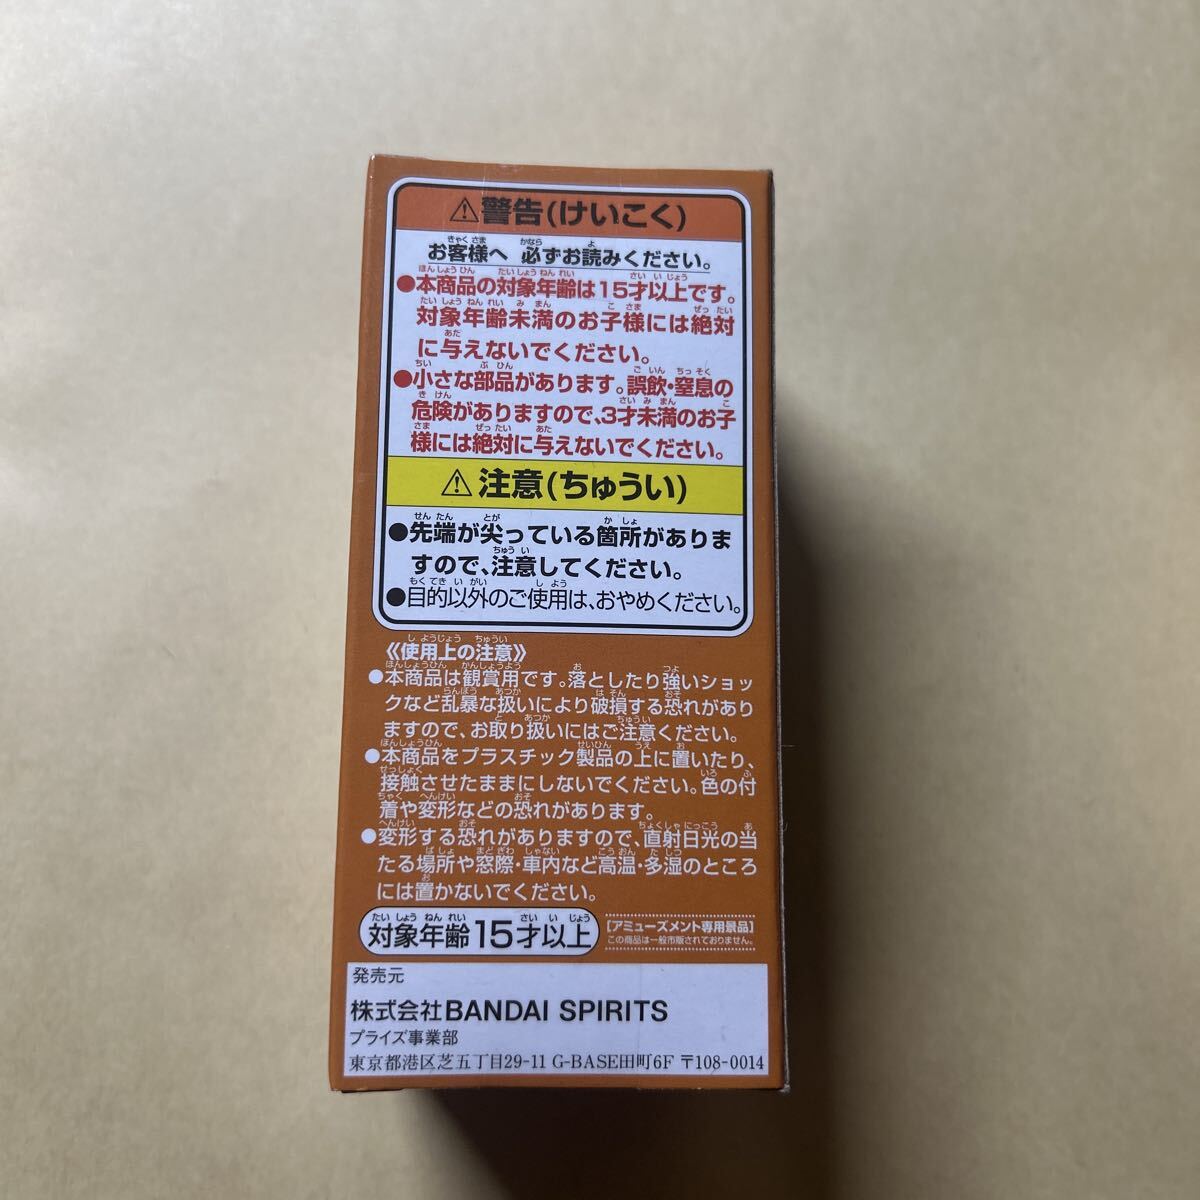 ⚠警告(けいこく)
お客様へ 必ずお読みください。
●本商品の対象年齢は15才以上です。
対象年齢未満のお子様には絶対
に与えないでください。
●小さな部品があります。誤飲・窒息の
危険がありますので、3才未満のお子
様には絶対に与えないでください。
⚠注意(ちゅうい)
●先端が尖っている箇所がありま
すので、注意してください。
●目的以外のご使用は、おやめください。
《使用上の注意》
●本商品は観賞用です。落としたり強いショッ
クなど乱暴な扱いにより破損する恐れがあり
ますので、お取り扱いにはご注意ください。
●本商品をプラスチック製品の上に置いたり、
接触させたままにしないでください。色の付
着や変形などの恐れがあります。
●変形する恐れがありますので、直射日光の当
たる場所や窓際・車内など高温・多湿のところ
には置かないでください。
対象年齢15才以上
[アミューズメント専用景品]
この商品は一般市販されておりません。
発売元
株式会社BANDAI SPIRITS
プライズ事業部
東京都港区芝五丁目29-11 G-BASE田町6F 〒108-0014